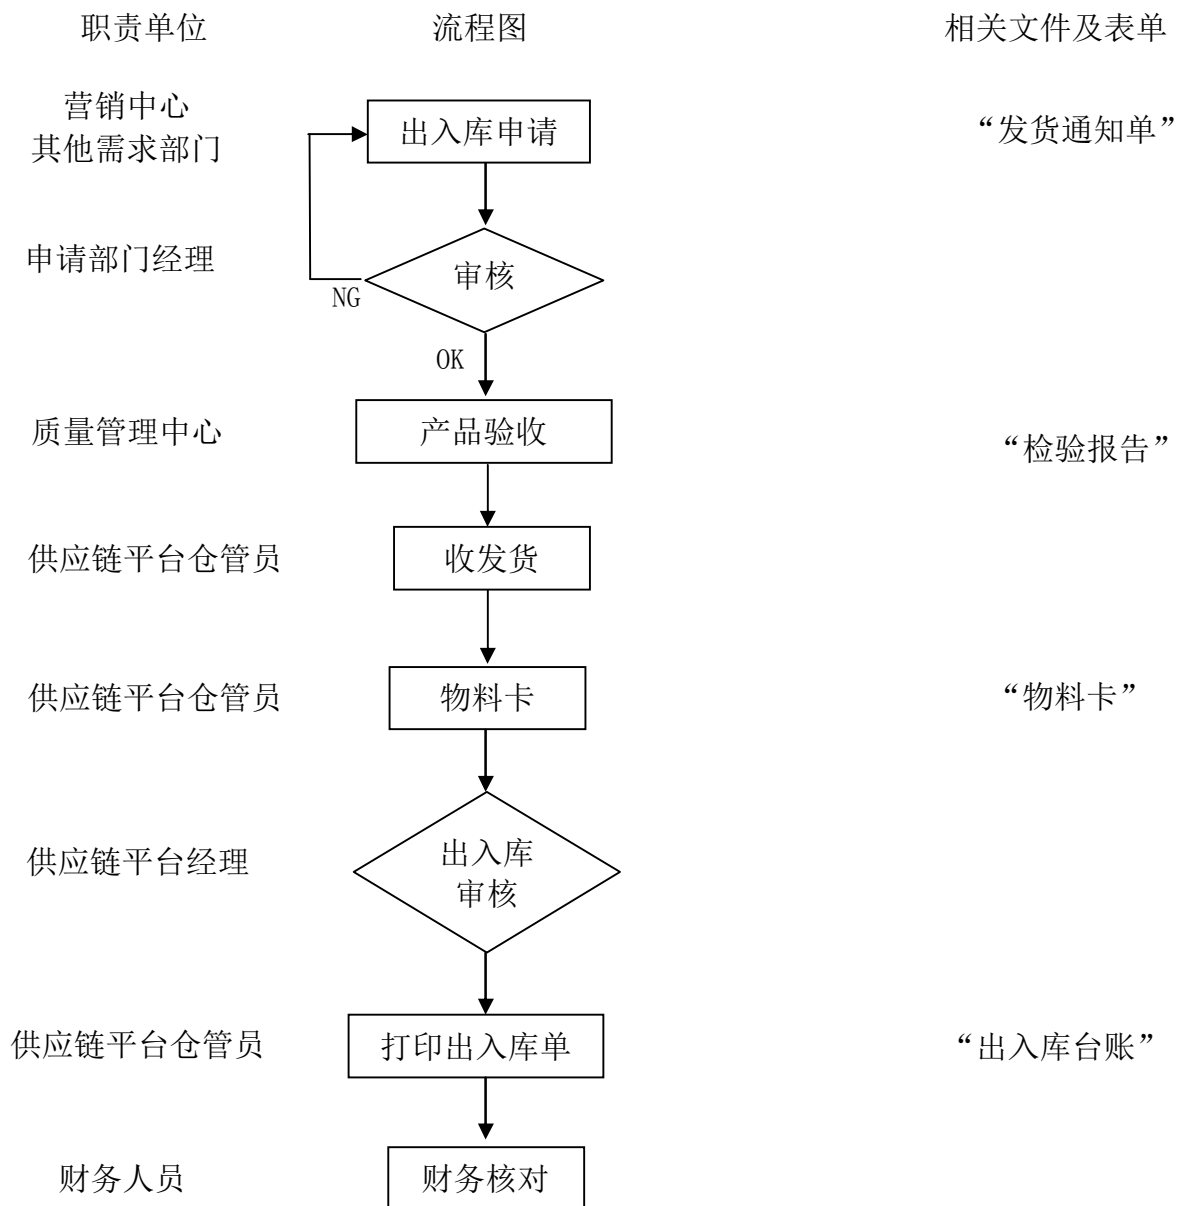 职责单位 流程图 相关文件及表单
营销中心
其他需求部门
出入库申请
“发货通知单”
申请部门经理
审核
NG
OK
质量管理中心
产品验收
“检验报告”
供应链平台仓管员
收发货
供应链平台仓管员
物料卡
“物料卡”
供应链平台经理
出入库
审核
供应链平台仓管员
打印出入库单
“出入库台账”
财务人员
财务核对